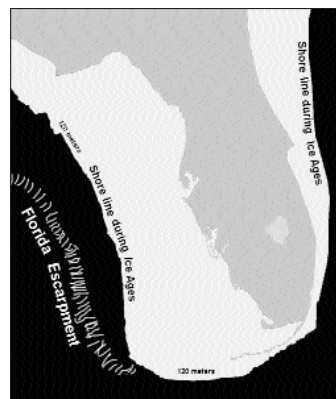 Shore line during Ice Ages
120 meters
Shore line during Ice Ages
Florida Escarpment
120 meters